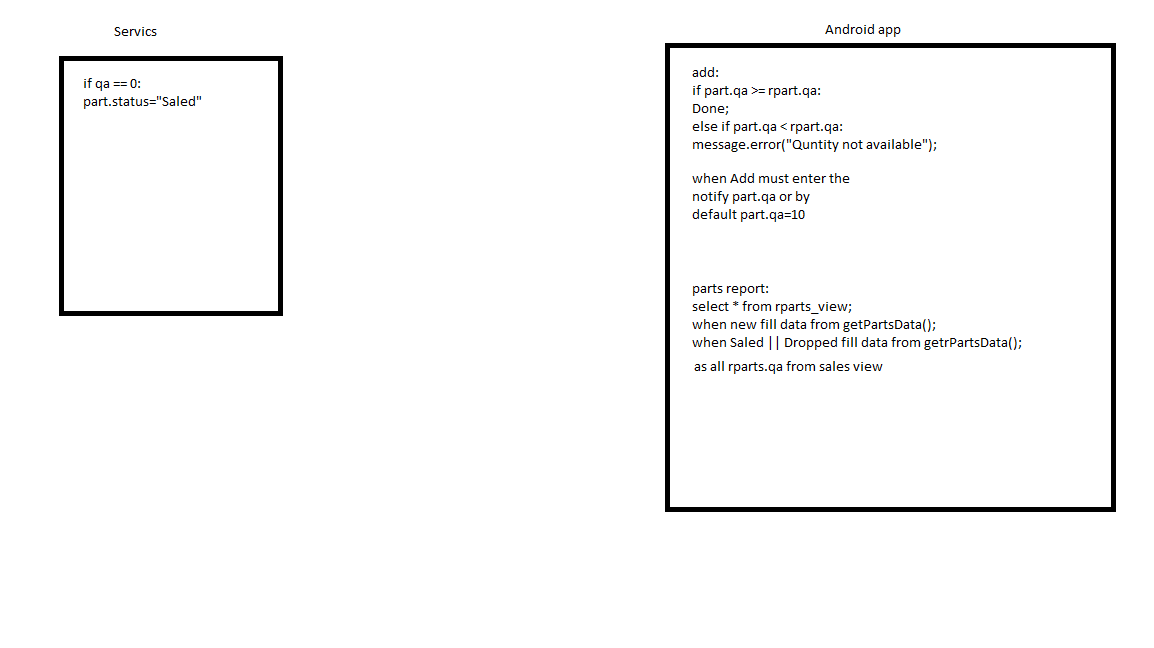 Servics
if qa == 0:
part.status="Saled"
Android app
add:
if part.qa >= rpart.qa:
Done;
else if part.qa < rpart.qa:
message.error("Quntity not available");
when Add must enter the
notify part.qa or by
default part.qa=10
parts report:
select * from rparts_view;
when new fill data from getPartsData();
when Saled || Dropped fill data from getrPartsData();
as all rparts.qa from sales view